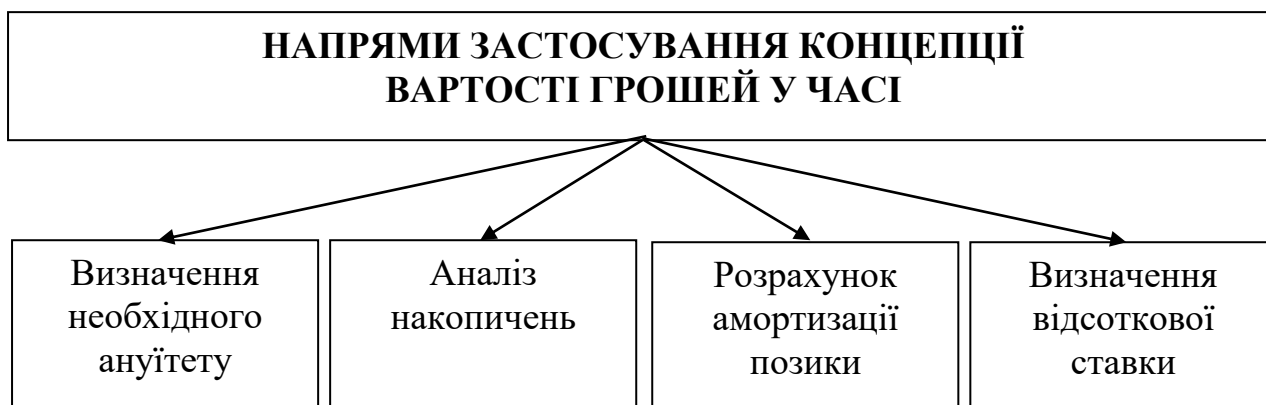 НАПРЯМИ ЗАСТОСУВАННЯ КОНЦЕПЦІЇ
ВАРТОСТІ ГРОШЕЙ У ЧАСІ
Визначення
необхідного
ануїтету
Аналіз
накопичень
Розрахунок
амортизації
позики
Визначення
відсоткової
ставки